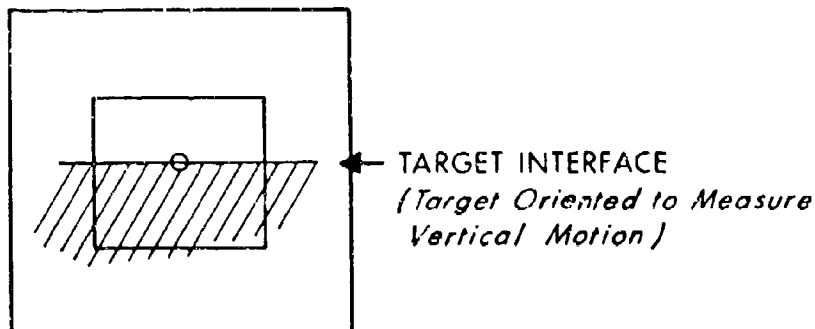 TARGET INTERFACE
(Target Oriented to Measure
Vertical Motion)